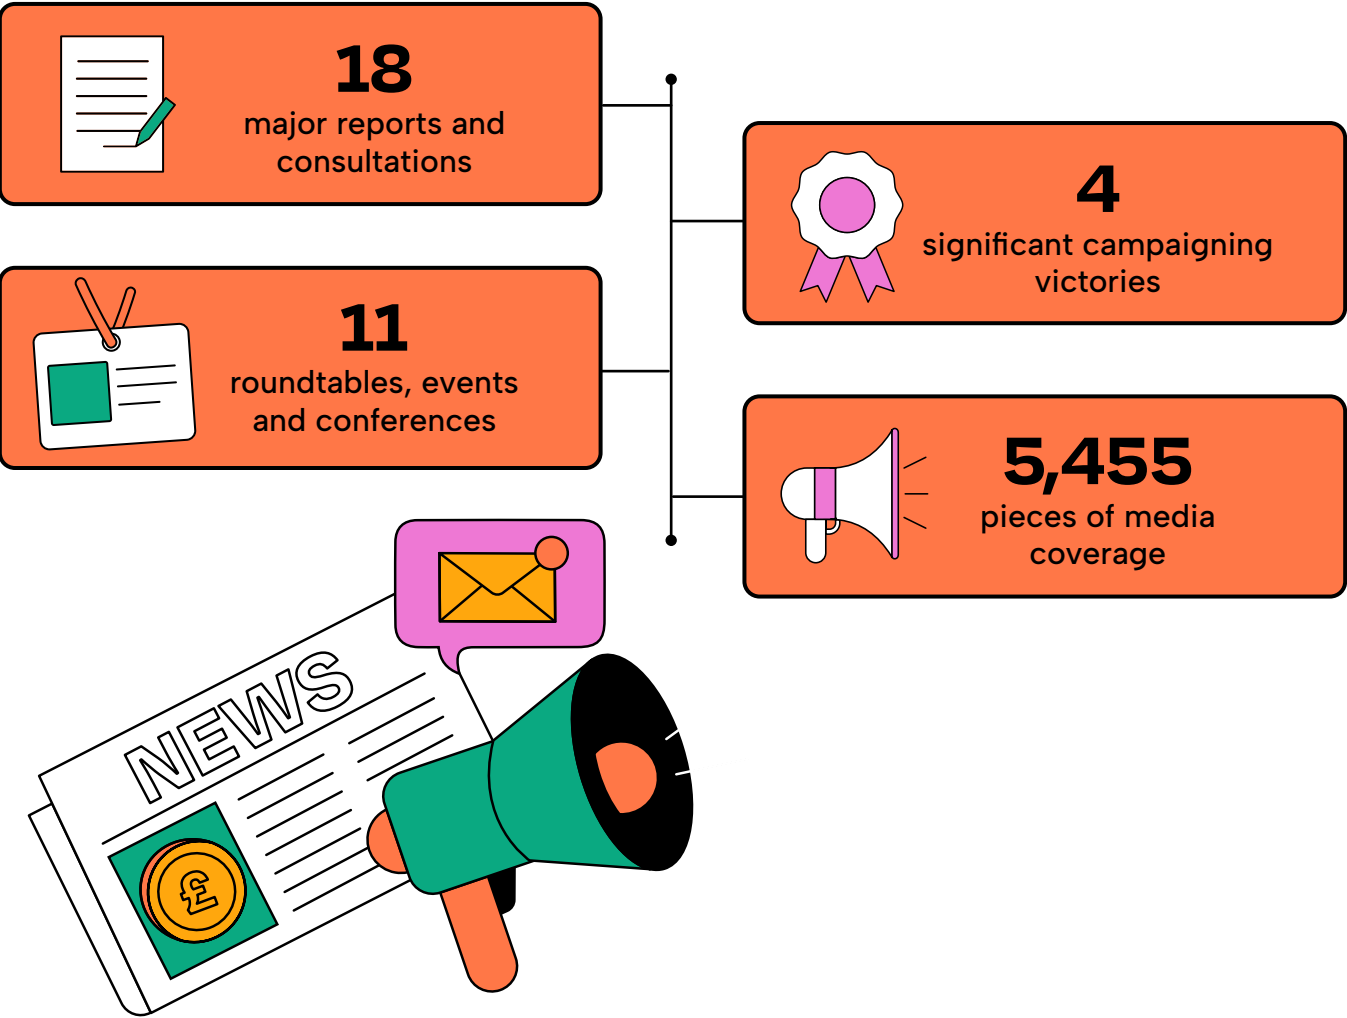 18
major reports and
consultations
4
significant campaigning
victories
11
roundtables, events
and conferences
5,455
pieces of media
coverage
NEWS
£